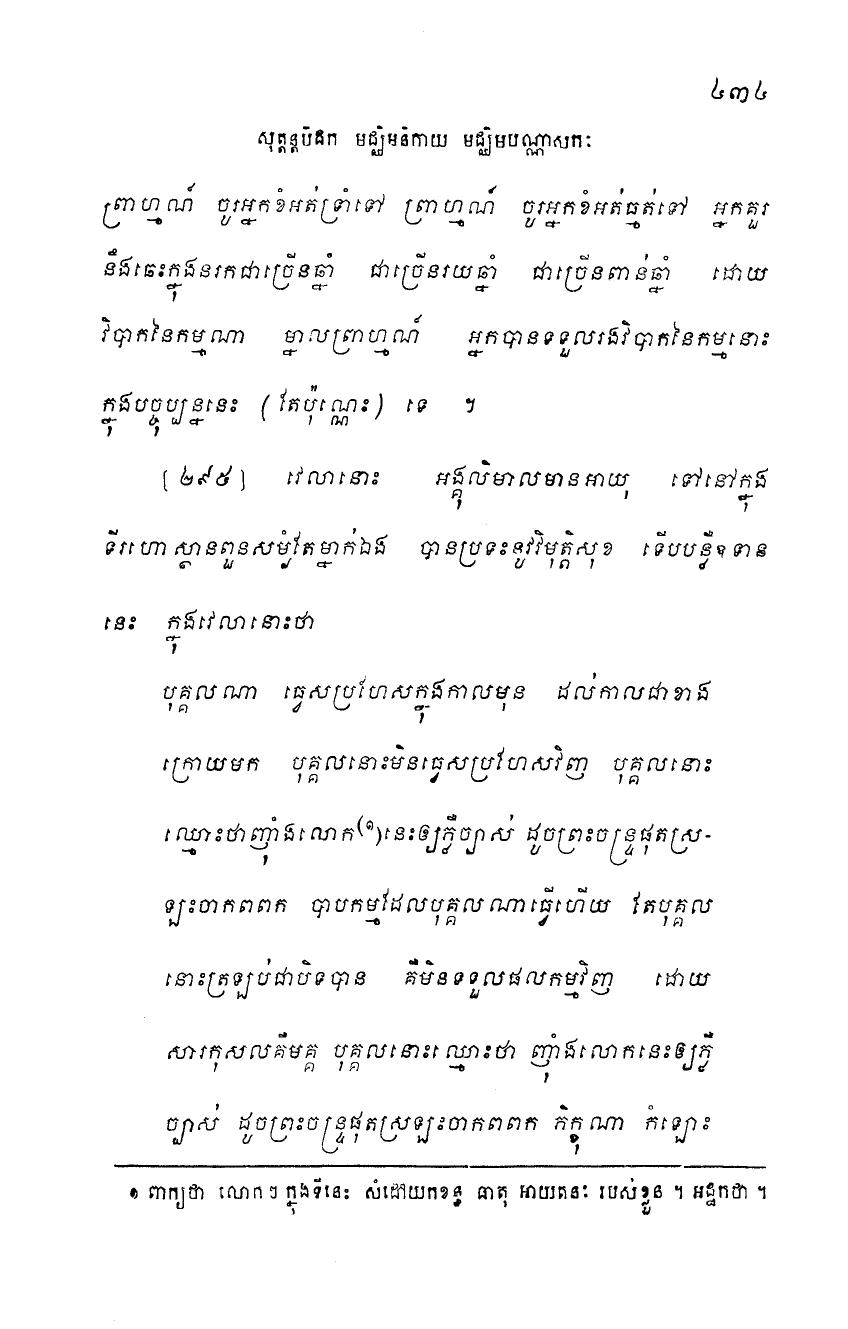 ៤៣៤
សុត្តន្តបិដក មជ្ឈិមនិកាយ មជ្ឈិមបណ្ណាសកៈ
ព្រាហ្មណ៍ ចូរអ្នកខំអត់ទ្រាំទៅ ព្រាហ្មណ៍ ចូរអ្នកខំអត់ធ្មត់ទៅ អ្នកគួរ
នឹងឆេះក្នុងនរកជាច្រើនឆ្នាំ ជាច្រើនរយឆ្នាំ ជាច្រើនពាន់ឆ្នាំ ដោយ
វិបាកនៃកម្មណា ម្នាលព្រាហ្មណ៍ អ្នកបានទទួលរងវិបាកនៃកម្មនោះ
ក្នុងបច្ចុប្បន្ននេះ (តែប៉ុណ្ណេះ) ទេ ។
[២៩៥] វេលានោះ អង្គុលិមាលមានអាយុ ទៅនៅក្នុង
ទីរហោស្ថានពួនសម្ងំតែម្នាក់ឯង បានប្រទះនូវវិមុត្តិសុខ ទើបបន្លឺឧទាន
នេះ ក្នុងវេលានោះថា
បុគ្គលណា ធ្វេសប្រហែសក្នុងកាលមុន ដល់កាលជាខាង
ក្រោយមក បុគ្គលនោះមិនធ្វេសប្រហែសវិញ បុគ្គលនោះ
ឈ្មោះថាញ៉ាំងលោក(១)នេះឲ្យភ្លឺច្បាស់ ដូចព្រះចន្ទ្រផុតស្រ-
ឡះចាកពពក បាបកម្មដែលបុគ្គលណាធ្វើហើយ តែបុគ្គល
នោះត្រឡប់ជាបិទបាន គឺមិនទទួលផលកម្មវិញ ដោយ
សារកុសលគឺមគ្គ បុគ្គលនោះឈ្មោះថា ញ៉ាំងលោកនេះឲ្យភ្លឺ
ច្បាស់ ដូចព្រះចន្ទ្រផុតស្រឡះចាកពពក ភិក្ខុណា កំឡោះ
១ ពាក្យថា លោកៗ ក្នុងទីនេះ សំដៅយកខន្ធ ធាតុ អាយតនៈ របស់ខ្លួន ។ អដ្ឋកថា ។